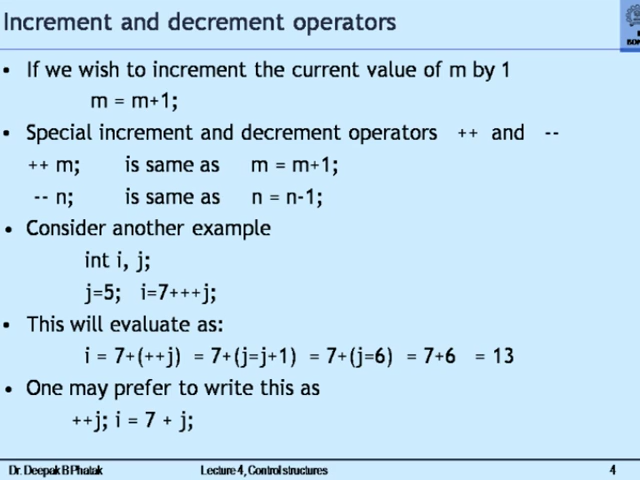 Increment and decrement operators
• If we wish to increment the current value of m by 1
m = m+1;
• Special increment and decrement operators ++ and --
++ m; is same as m = m+1;
-- n; is same as n = n-1;
• Consider another example
int i, j;
j=5; i=7+++j;
• This will evaluate as:
i = 7+(++j) = 7+(j=j+1) = 7+(j=6) = 7+6 = 13
• One may prefer to write this as
++j; i = 7 + j;
Dr. Deepak B Phatak Lecture 4, Control structures 4